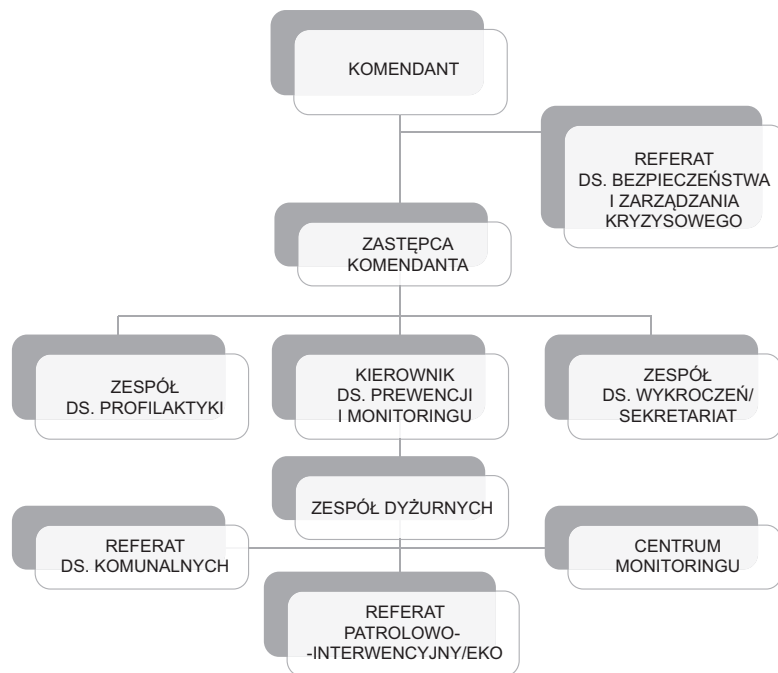 KOMENDANT
REFERAT
DS. BEZPIECZEŃSTWA
I ZARZĄDZANIA
KRYZYSOWEGO
ZASTĘPCA
KOMENDANTA
ZESPÓŁ
DS. PROFILAKTYKI
KIEROWNIK
DS. PREWENCJI
I MONITORINGU
ZESPÓŁ
DS. WYKROCZEŃ/
SEKRETARIAT
ZESPÓŁ DYŻURNYCH
REFERAT
DS. KOMUNALNYCH
CENTRUM
MONITORINGU
REFERAT
PATROLOWO-
-INTERWENCYJNY/EKO